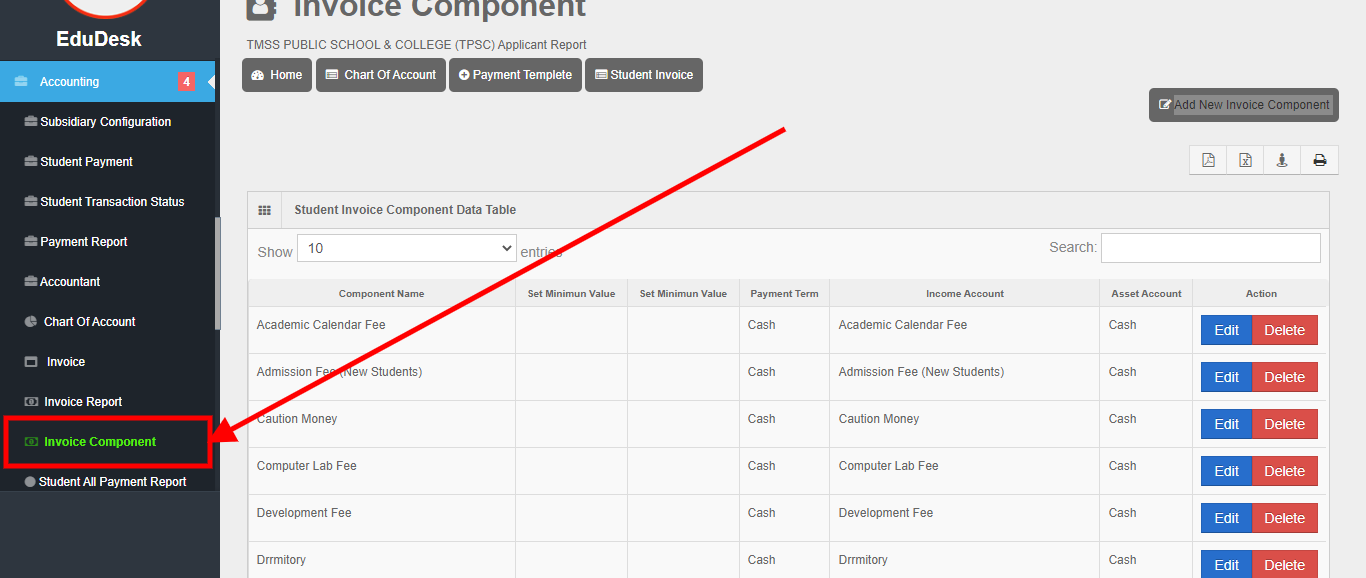 EduDesk
Accounting 4
Subsidiary Configuration
Student Payment
Student Transaction Status
Payment Report
Accountant
Chart Of Account
Invoice
Invoice Report
Invoice Component
Student All Payment Report
Invoice Component
TMSS PUBLIC SCHOOL & COLLEGE (TPSC) Applicant Report
Home Chart Of Account Payment Templete Student Invoice
Add New Invoice Component
Student Invoice Component Data Table
Show 10 entries Search:
Component Name Set Minimun Value Set Minimun Value Payment Term Income Account Asset Account Action
Academic Calendar Fee Cash Academic Calendar Fee Cash Edit Delete
Admission Fee (New Students) Cash Admission Fee (New Students) Cash Edit Delete
Caution Money Cash Caution Money Cash Edit Delete
Computer Lab Fee Cash Computer Lab Fee Cash Edit Delete
Development Fee Cash Development Fee Cash Edit Delete
Drrmitory Cash Drrmitory Cash Edit Delete